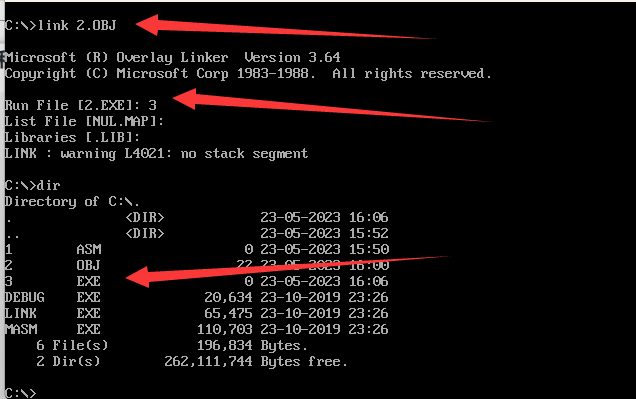 C:\>link 2.OBJ
Microsoft (R) Overlay Linker Version 3.64
Copyright (C) Microsoft Corp 1983-1988. All rights reserved.
Run File [2.EXE]: 3
List File [NUL.MAP]:
Libraries [.LIB]:
LINK : warning L4021: no stack segment
C:\>dir
Directory of C:\.
. <DIR> 23-05-2023 16:06
.. <DIR> 23-05-2023 15:52
1 ASM 0 23-05-2023 15:50
2 OBJ 22 23-05-2023 16:00
3 EXE 0 23-05-2023 16:06
DEBUG EXE 20,634 23-10-2019 23:26
LINK EXE 65,475 23-10-2019 23:26
MASM EXE 110,703 23-10-2019 23:26
6 File(s) 196,834 Bytes.
2 Dir(s) 262,111,744 Bytes free.
C:\>